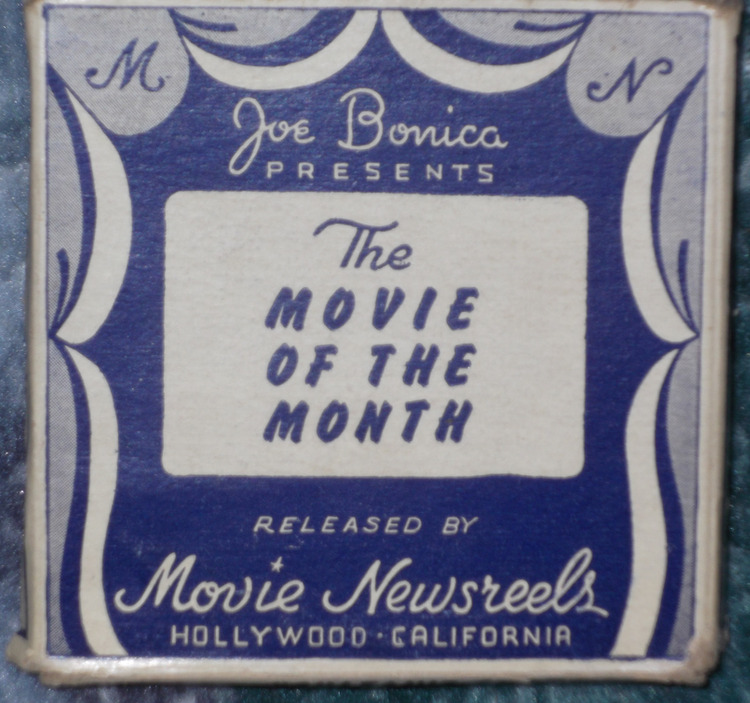 M N
Joe Bonica
PRESENTS
The
MOVIE
OF THE
MONTH
RELEASED BY
Movie Newsreels
HOLLYWOOD · CALIFORNIA